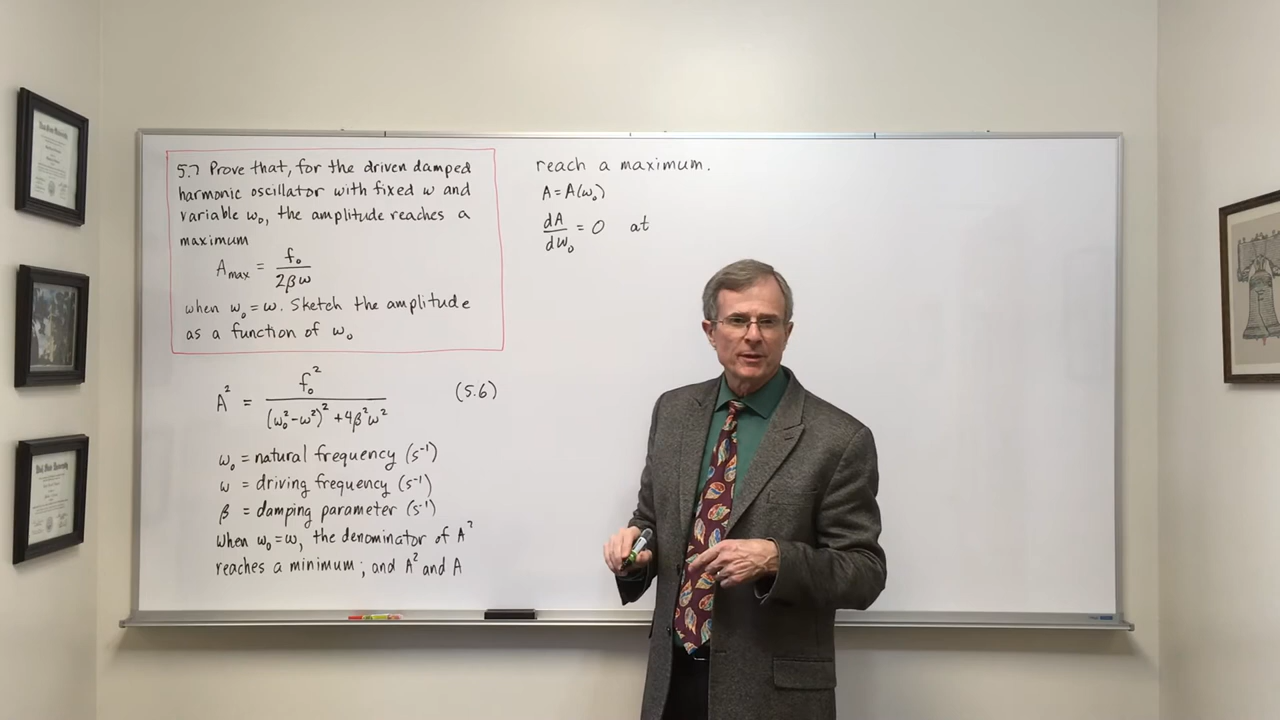 5.7 Prove that, for the driven damped
harmonic oscillator with fixed ω and
variable ω₀, the amplitude reaches a
maximum
A_max = f₀ / 2βω
when ω₀ = ω. Sketch the amplitude
as a function of ω₀
A² = f₀² / (ω₀² - ω²)² + 4β²ω² (5.6)
ω₀ = natural frequency (s⁻¹)
ω = driving frequency (s⁻¹)
β = damping parameter (s⁻¹)
When ω₀ = ω, the denominator of A²
reaches a minimum; and A² and A
reach a maximum.
A = A(ω₀)
dA / dω₀ = 0 at